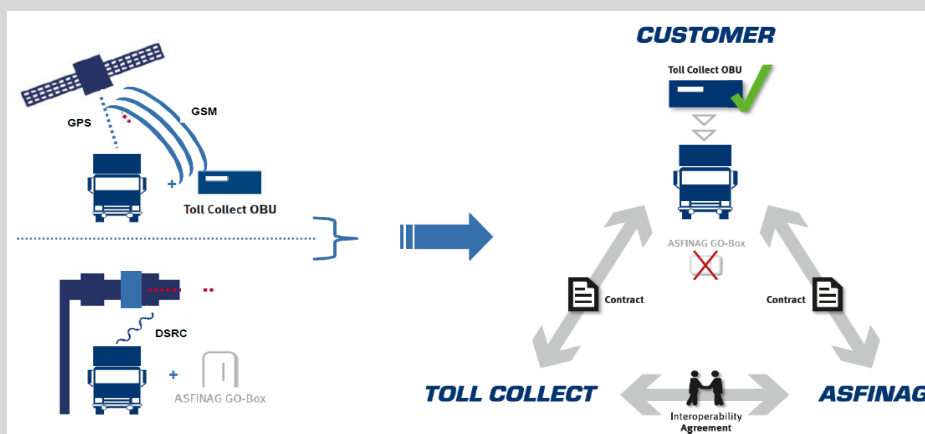 GPS
GSM
+
Toll Collect OBU
DSRC
+
ASFINAG GO-Box
CUSTOMER
Toll Collect OBU
ASFINAG GO-Box
Contract
Contract
TOLL COLLECT
ASFINAG
Interoperability
Agreement